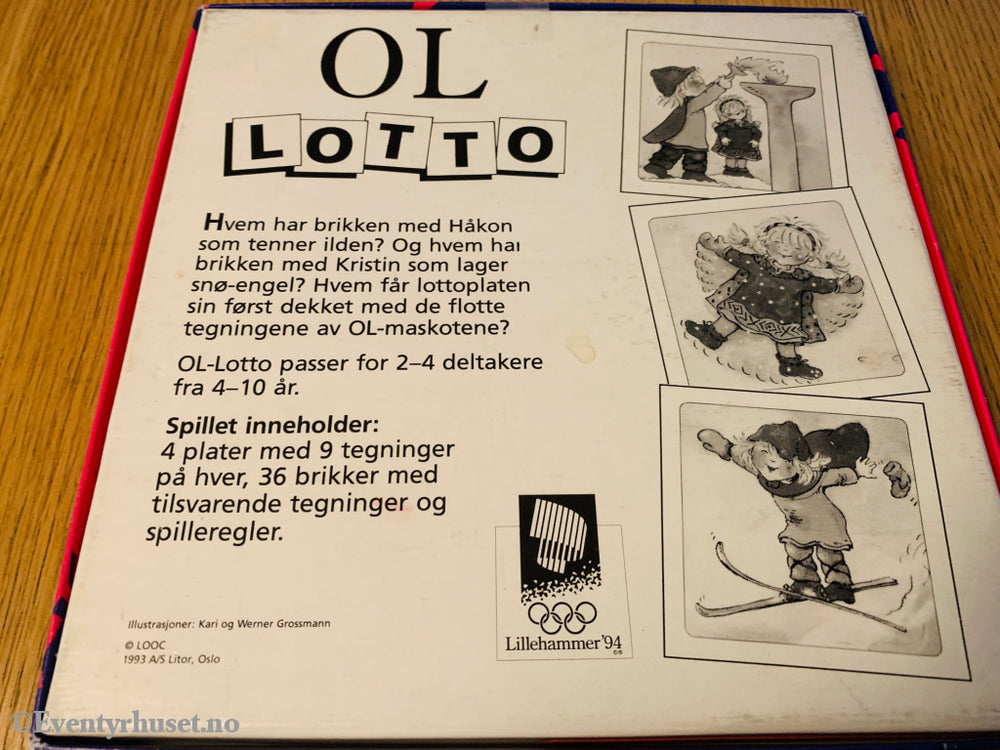 OL
LOTTO
Hvem har brikken med Håkon
som tenner ilden? Og hvem har
brikken med Kristin som lager
snø-engel? Hvem får lottoplaten
sin først dekket med de flotte
tegningene av OL-maskotene?
OL-Lotto passer for 2–4 deltakere
fra 4–10 år.
Spillet inneholder:
4 plater med 9 tegninger
på hver, 36 brikker med
tilsvarende tegninger og
spilleregler.
Lillehammer'94
Illustrasjoner: Kari og Werner Grossmann
© LOOC
1993 A/S Litor, Oslo
©Eventyrhuset.no